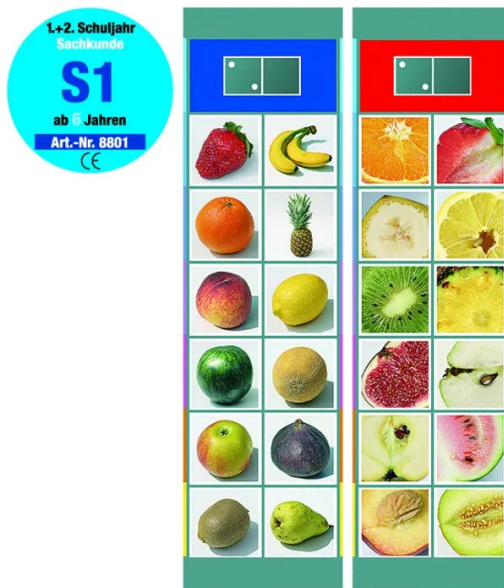 1.+2. Schuljahr
Sachkunde
S1
ab 6 Jahren
Art.-Nr. 8801
CE